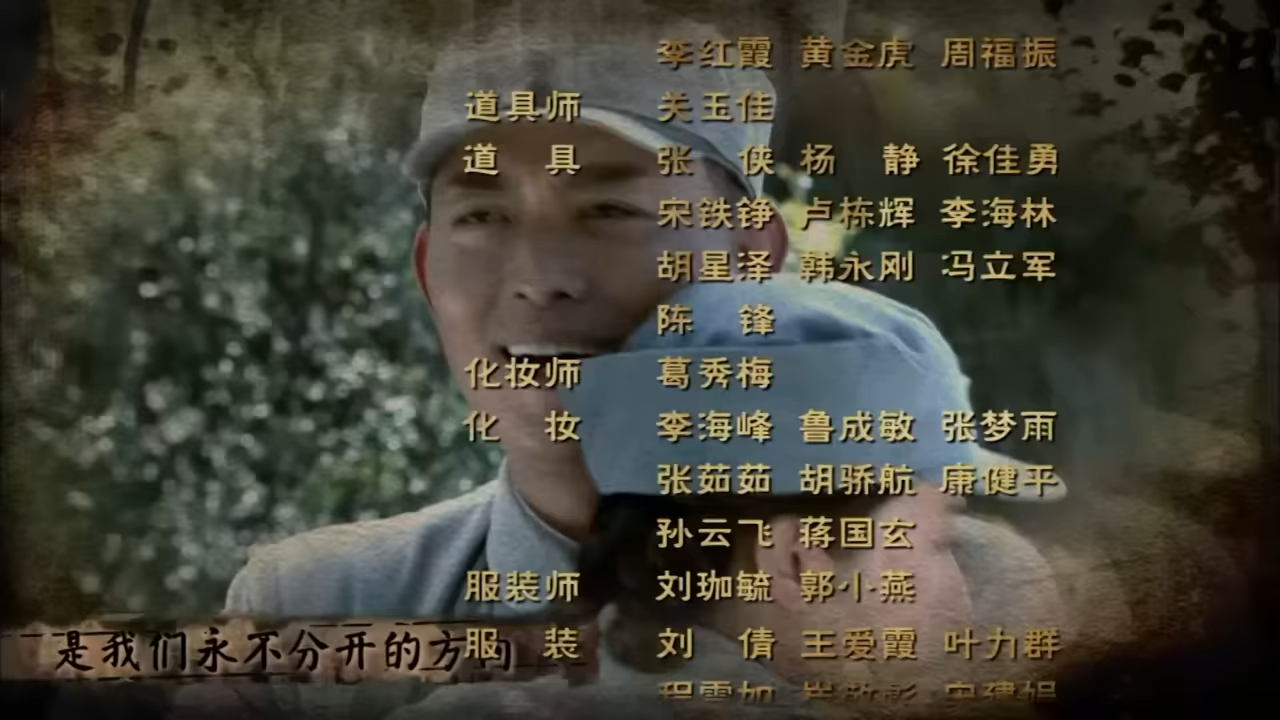 李红霞 黄金虎 周福振
道具师 关玉佳
道 具 张 侠 杨 静 徐佳勇
宋铁铮 卢栋辉 李海林
胡星泽 韩永刚 冯立军
陈 锋
化妆师 葛秀梅
化 妆 李海峰 鲁成敏 张梦雨
张茹茹 胡骄航 康健平
孙云飞 蒋国玄
服装师 刘珈毓 郭小燕
服 装 刘 倩 王爱霞 叶力群
是我们永不分开的方向